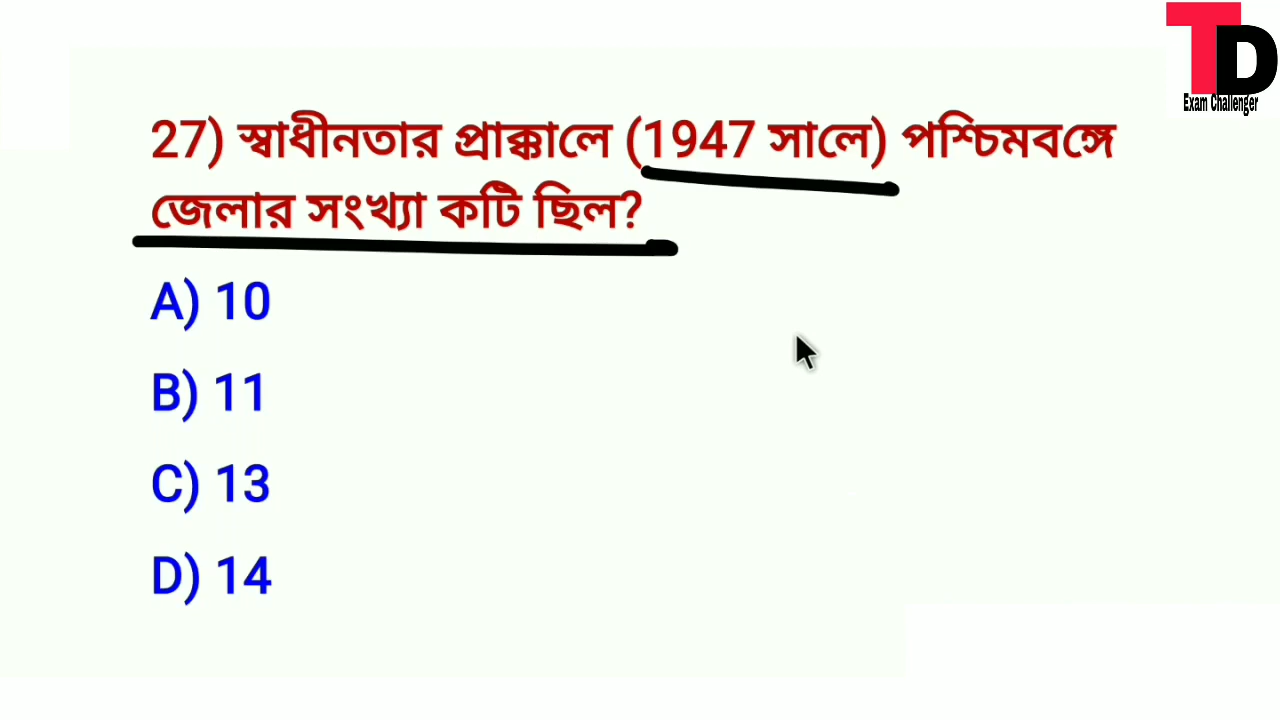 TD
Exam Challenger
27) স্বাধীনতার প্রাক্কালে (1947 সালে) পশ্চিমবঙ্গে
জেলার সংখ্যা কটি ছিল?
A) 10
B) 11
C) 13
D) 14